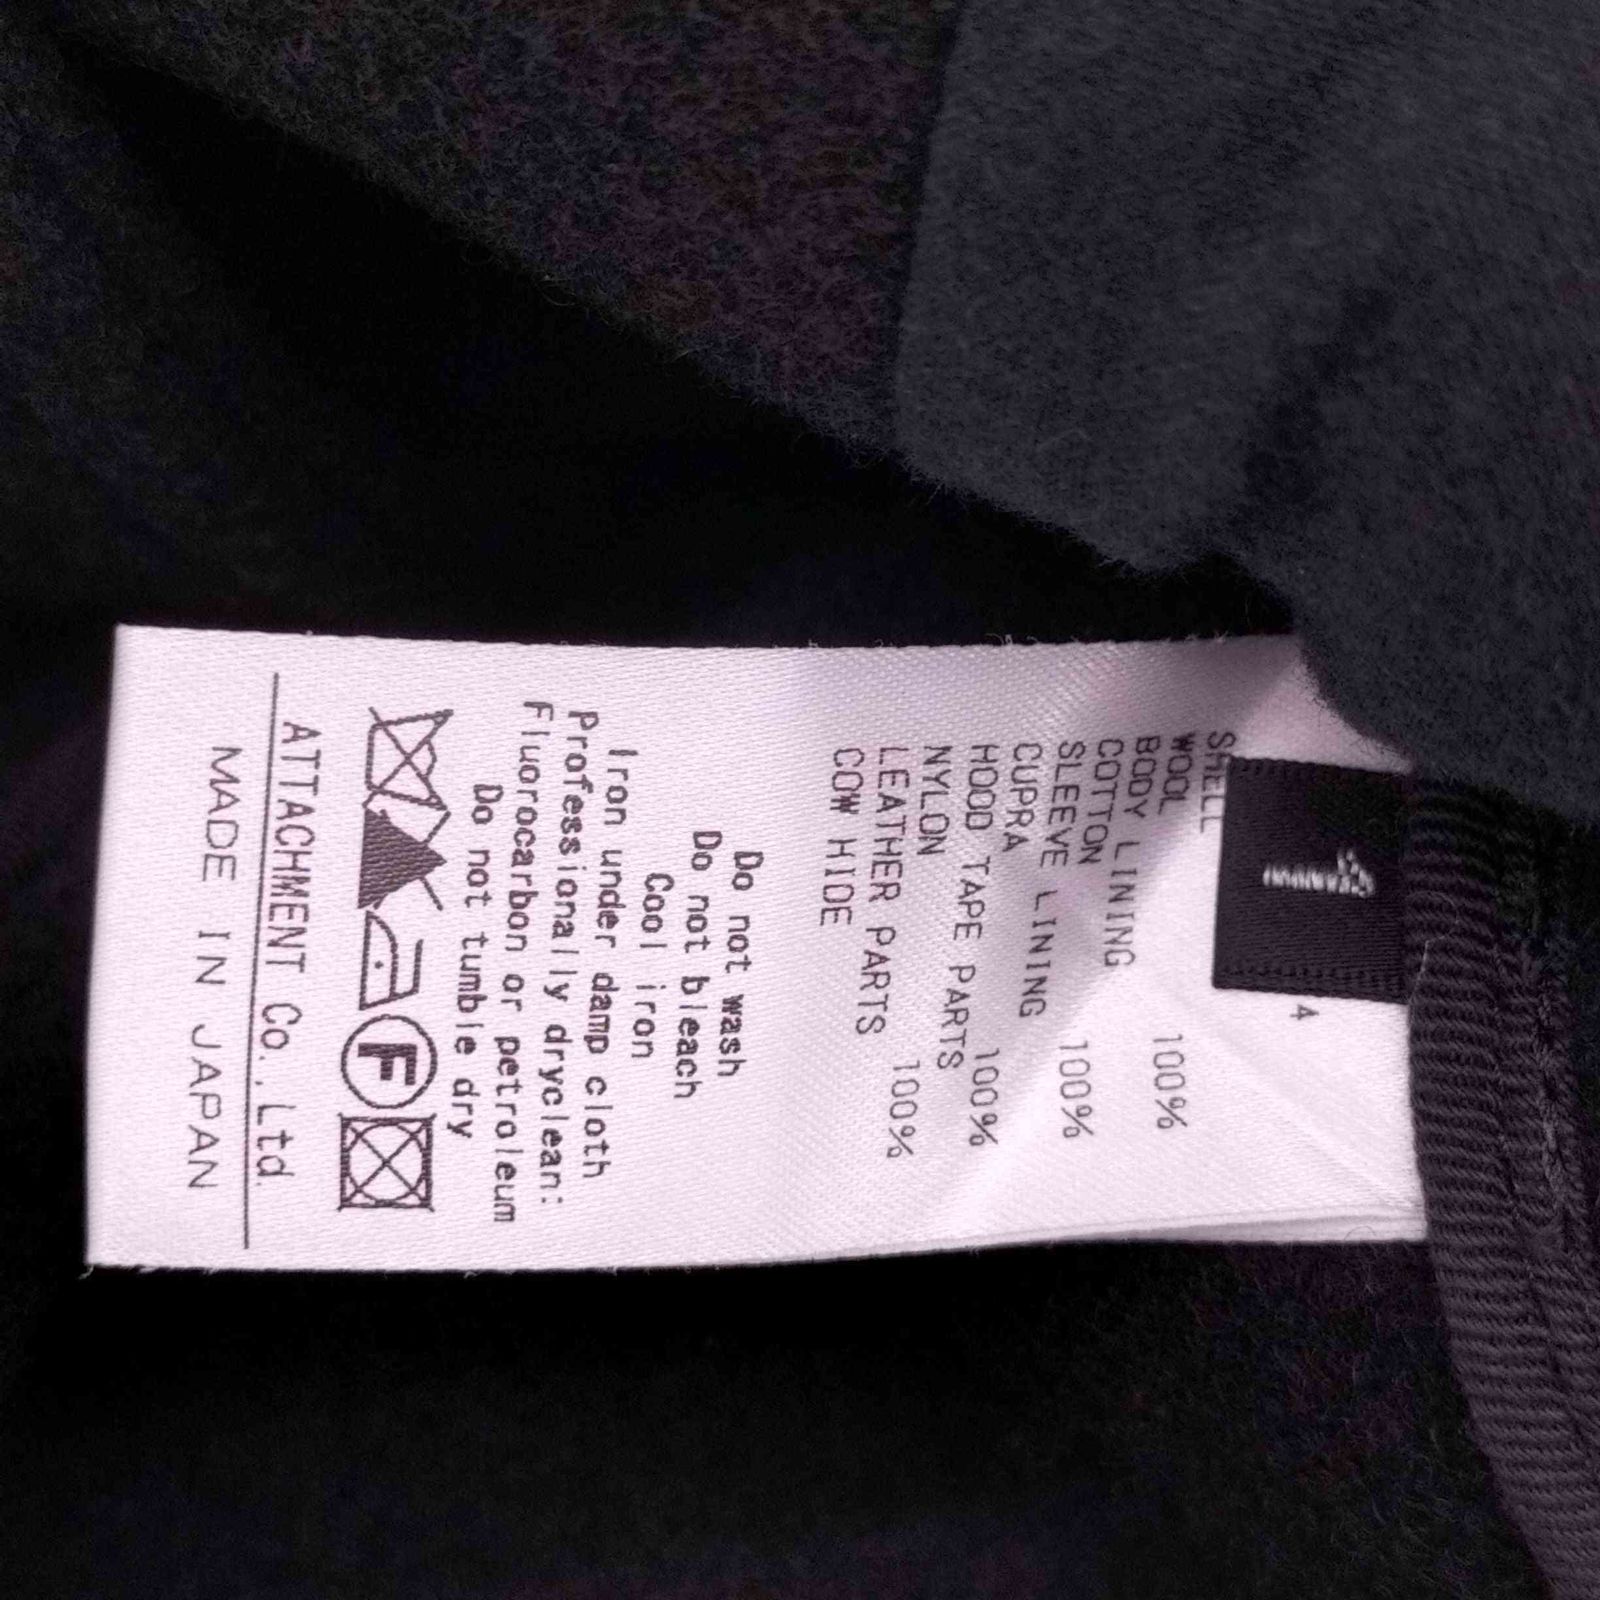 1
4
SHELL
WOOL 100%
BODY LINING
COTTON 100%
SLEEVE LINING
CUPRA 100%
HOOD TAPE PARTS
NYLON 100%
LEATHER PARTS
COW HIDE
Do not wash
Do not bleach
Cool iron
Iron under damp cloth
Professionally dryclean:
Fluorocarbon or petroleum
Do not tumble dry
F
ATTACHMENT Co.,Ltd.
MADE IN JAPAN